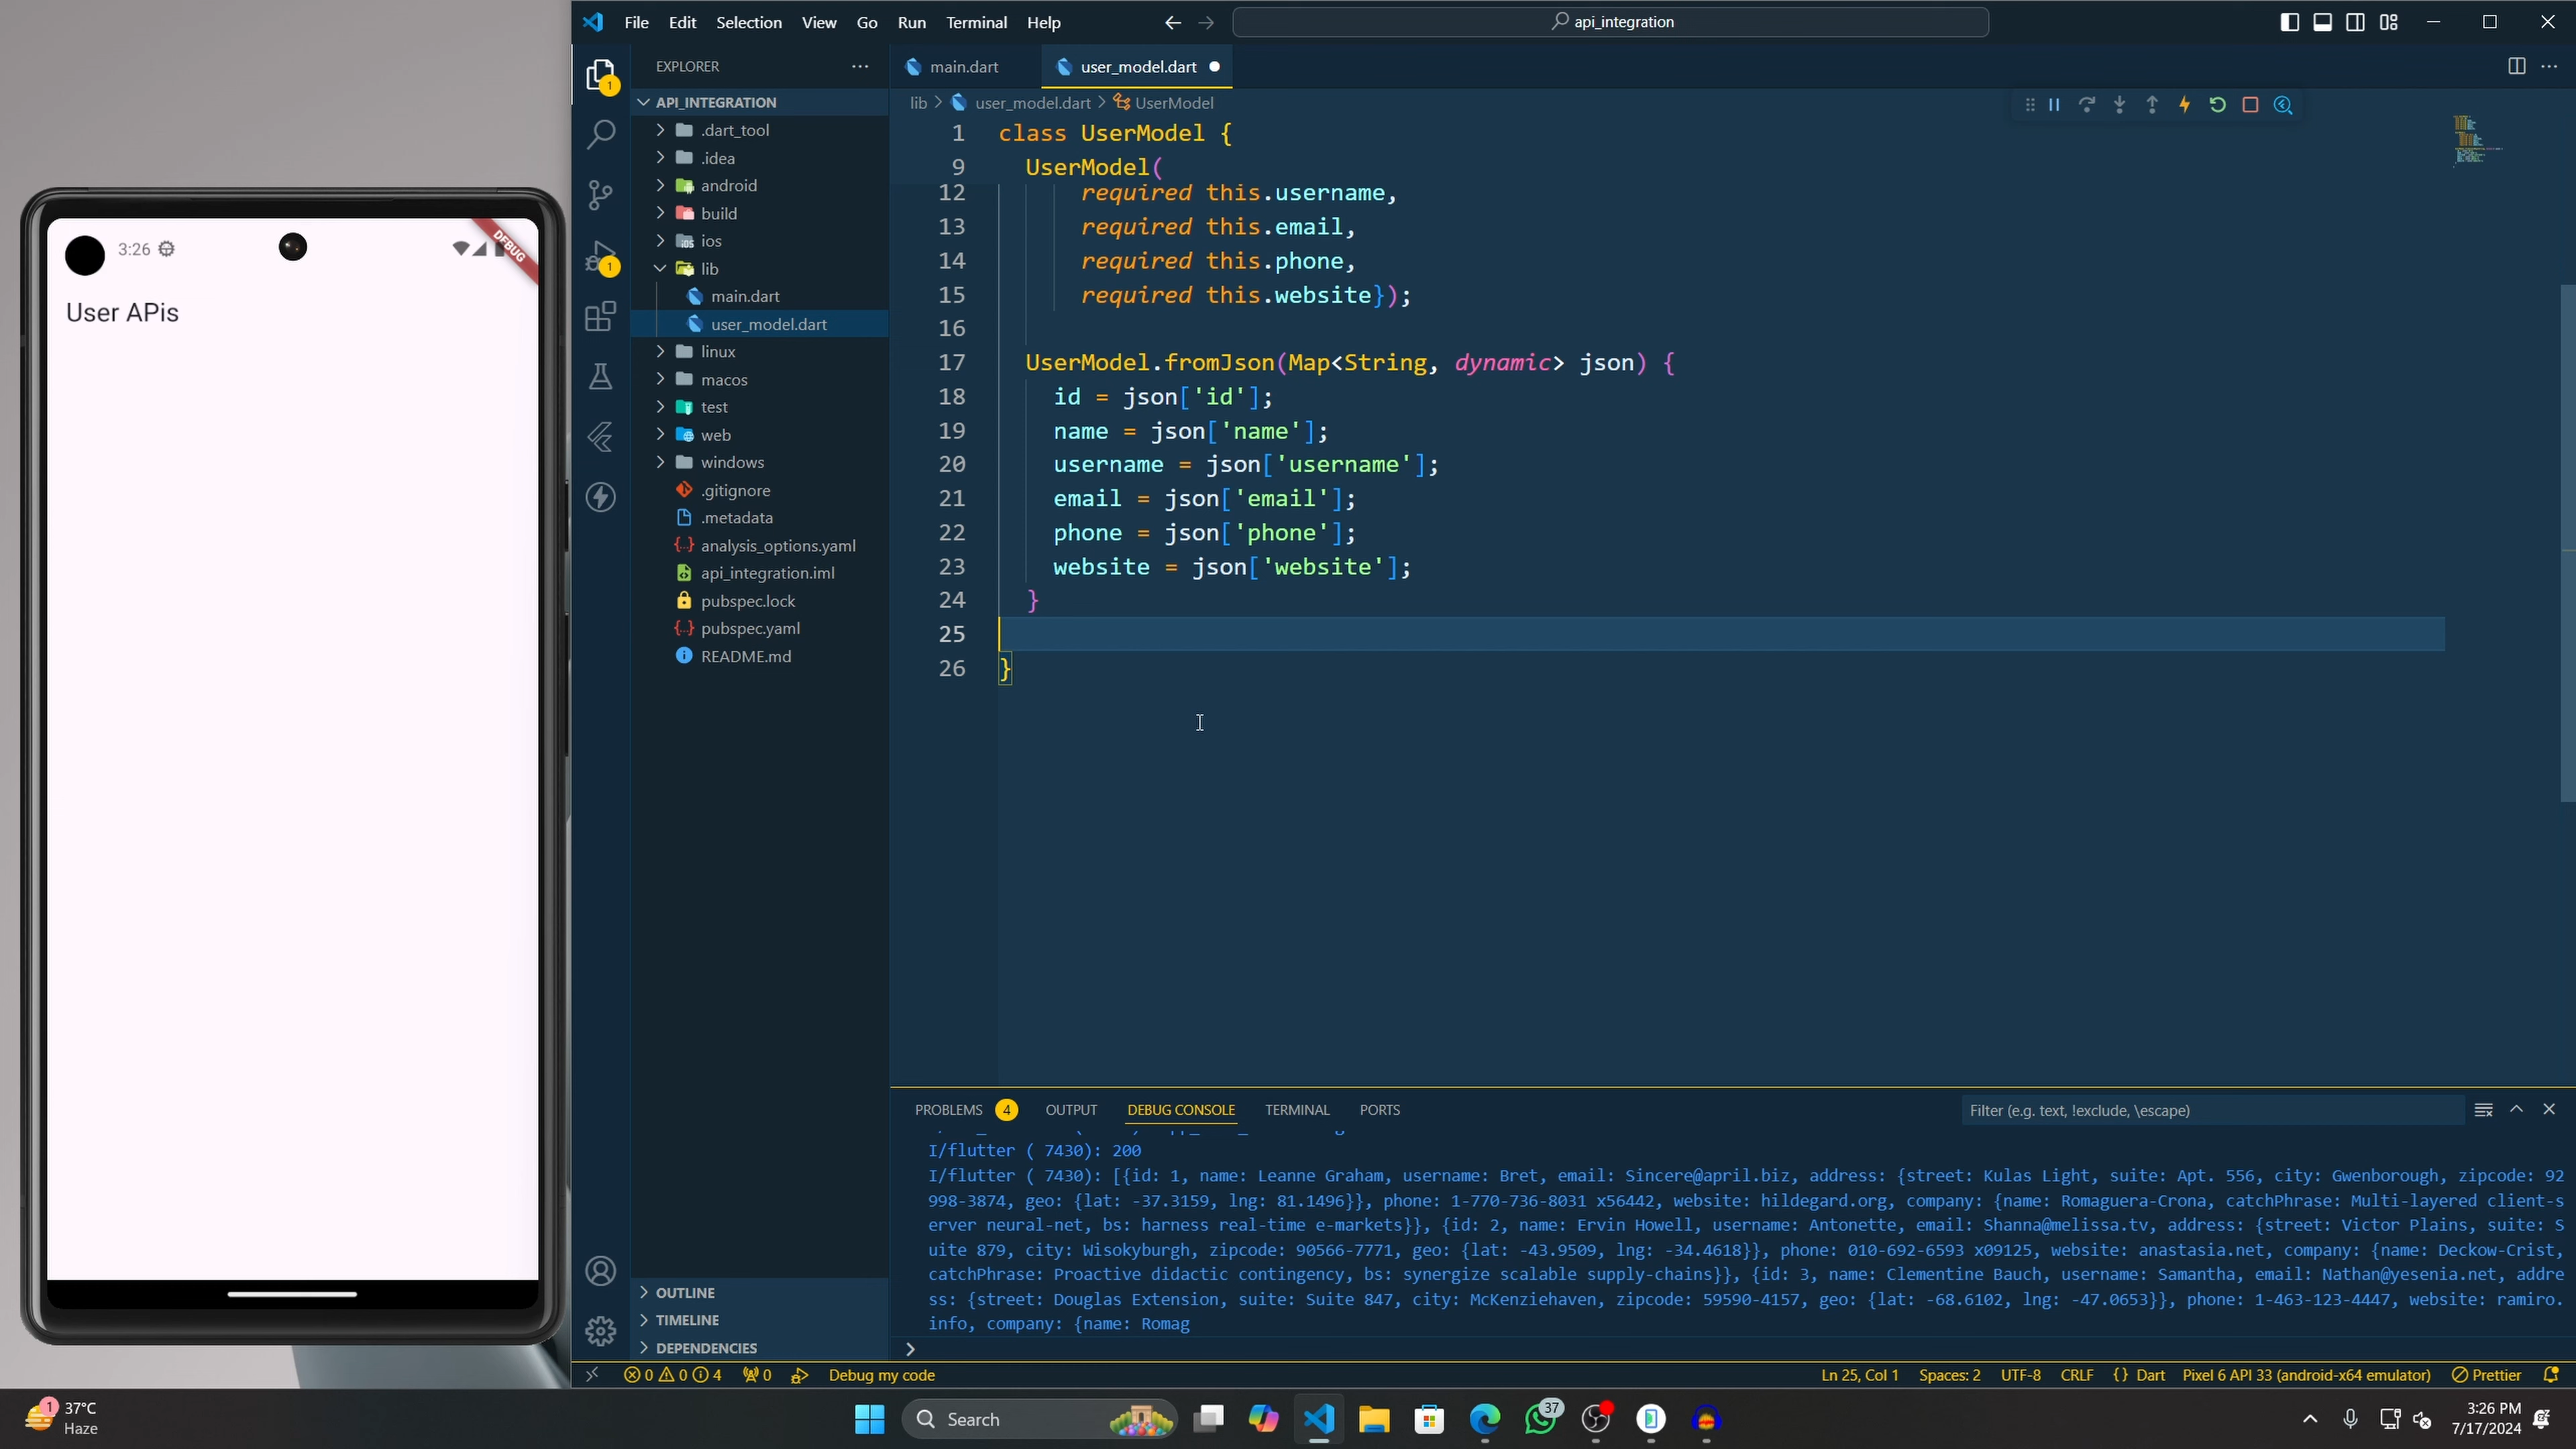 3:26
DEBUG
User APis
File Edit Selection View Go Run Terminal Help
api_integration
EXPLORER
API_INTEGRATION
.dart_tool
.idea
android
build
ios
lib
main.dart
user_model.dart
linux
macos
test
web
windows
.gitignore
.metadata
analysis_options.yaml
api_integration.iml
pubspec.lock
pubspec.yaml
README.md
OUTLINE
TIMELINE
DEPENDENCIES
1
1
main.dart
user_model.dart
lib > user_model.dart > UserModel
1 class UserModel {
9 UserModel(
12 required this.username,
13 required this.email,
14 required this.phone,
15 required this.website});
16
17 UserModel.fromJson(Map<String, dynamic> json) {
18 id = json['id'];
19 name = json['name'];
20 username = json['username'];
21 email = json['email'];
22 phone = json['phone'];
23 website = json['website'];
24 }
25
26 }
PROBLEMS 4 OUTPUT DEBUG CONSOLE TERMINAL PORTS
Filter (e.g. text, !exclude, \escape)
I/flutter ( 7430): 200
I/flutter ( 7430): [{id: 1, name: Leanne Graham, username: Bret, email: Sincere@april.biz, address: {street: Kulas Light, suite: Apt. 556, city: Gwenborough, zipcode: 92
998-3874, geo: {lat: -37.3159, lng: 81.1496}}, phone: 1-770-736-8031 x56442, website: hildegard.org, company: {name: Romaguera-Crona, catchPhrase: Multi-layered client-s
erver neural-net, bs: harness real-time e-markets}}, {id: 2, name: Ervin Howell, username: Antonette, email: Shanna@melissa.tv, address: {street: Victor Plains, suite: S
uite 879, city: Wisokyburgh, zipcode: 90566-7771, geo: {lat: -43.9509, lng: -34.4618}}, phone: 010-692-6593 x09125, website: anastasia.net, company: {name: Deckow-Crist,
catchPhrase: Proactive didactic contingency, bs: synergize scalable supply-chains}}, {id: 3, name: Clementine Bauch, username: Samantha, email: Nathan@yesenia.net, addre
ss: {street: Douglas Extension, suite: Suite 847, city: McKenziehaven, zipcode: 59590-4157, geo: {lat: -68.6102, lng: -47.0653}}, phone: 1-463-123-4447, website: ramiro.
info, company: {name: Romag
0 0 4 0 Debug my code
Ln 25, Col 1 Spaces: 2 UTF-8 CRLF {} Dart Pixel 6 API 33 (android-x64 emulator) Prettier
1
37°C
Haze
Search
37
3:26 PM
7/17/2024